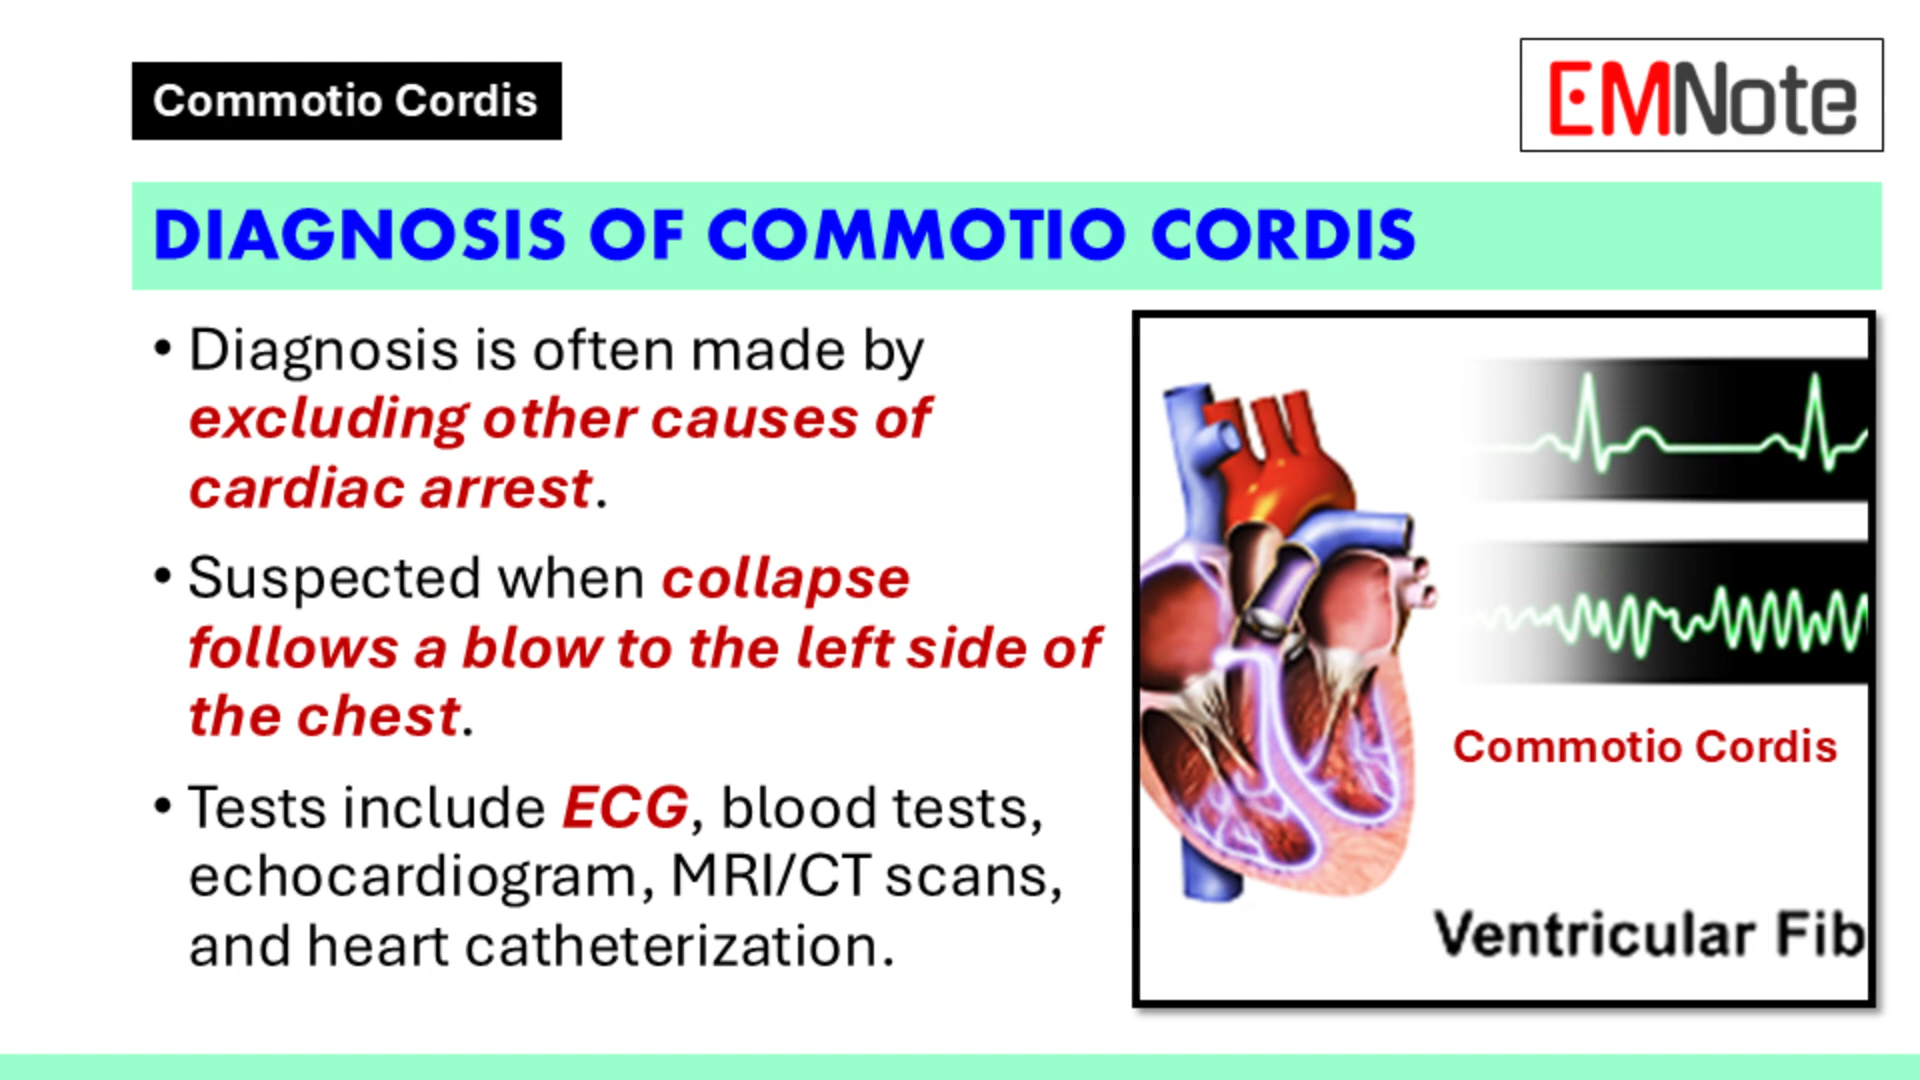 Commotio Cordis
EMNote
DIAGNOSIS OF COMMOTIO CORDIS
• Diagnosis is often made by
excluding other causes of
cardiac arrest.
• Suspected when collapse
follows a blow to the left side of
the chest.
• Tests include ECG, blood tests,
echocardiogram, MRI/CT scans,
and heart catheterization.
Commotio Cordis
Ventricular Fib